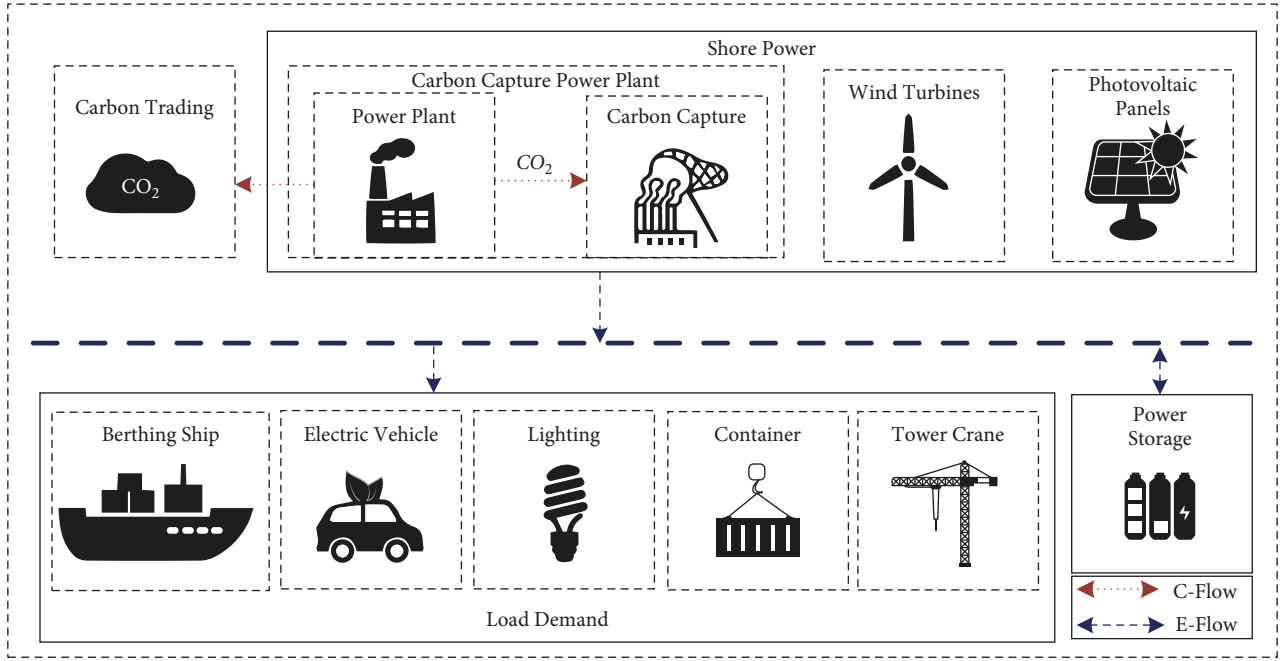 Shore Power
Carbon Trading
CO₂
Carbon Capture Power Plant
Power Plant
CO₂
Carbon Capture
Wind Turbines
Photovoltaic
Panels
Berthing Ship
Electric Vehicle
Lighting
Container
Tower Crane
Load Demand
Power
Storage
C-Flow
E-Flow